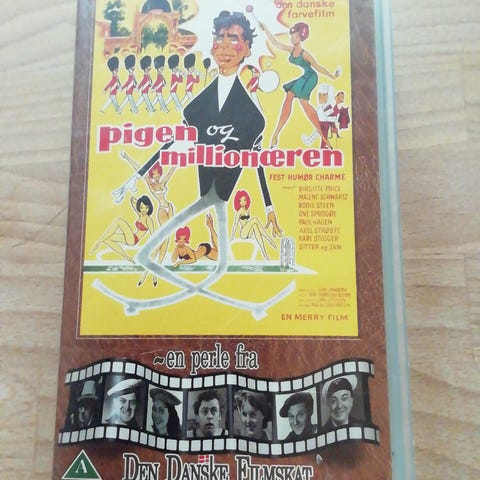 den danske
farvefilm
pigen og
millionæren
FEST HUMØR CHARME
BIRGITTE PRICE
MALENE SCHWARTZ
BODIL STEEN
OVE SPROGØE
PAUL HAGEN
AXEL STRØBYE
KARL STEGGER
DITTER og JAN
EN MERRY FILM
~en perle fra
A
DEN DANSKE FILMSKAT